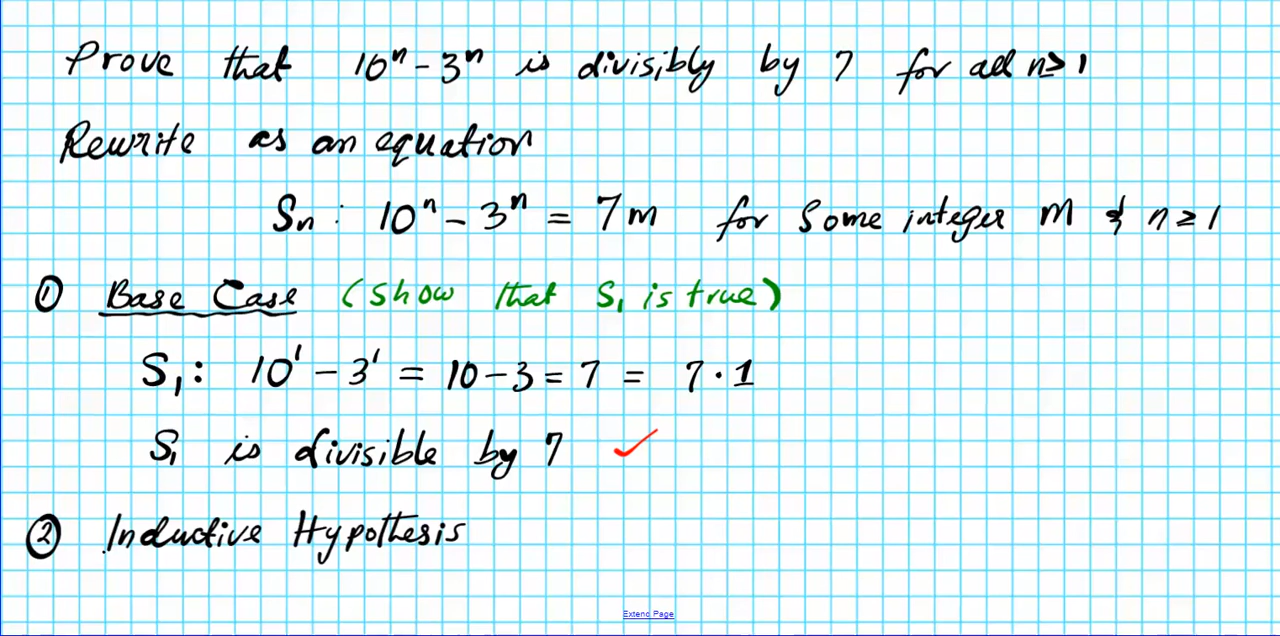 Prove that 10ⁿ - 3ⁿ is divisibly by 7 for all n ≥ 1
Rewrite as an equation
Sₙ : 10ⁿ - 3ⁿ = 7m for some integer m & n ≥ 1
① Base Case (show that S₁ is true)
S₁: 10¹ - 3¹ = 10 - 3 = 7 = 7 · 1
S₁ is divisible by 7 ✓
② Inductive Hypothesis
Extend Page